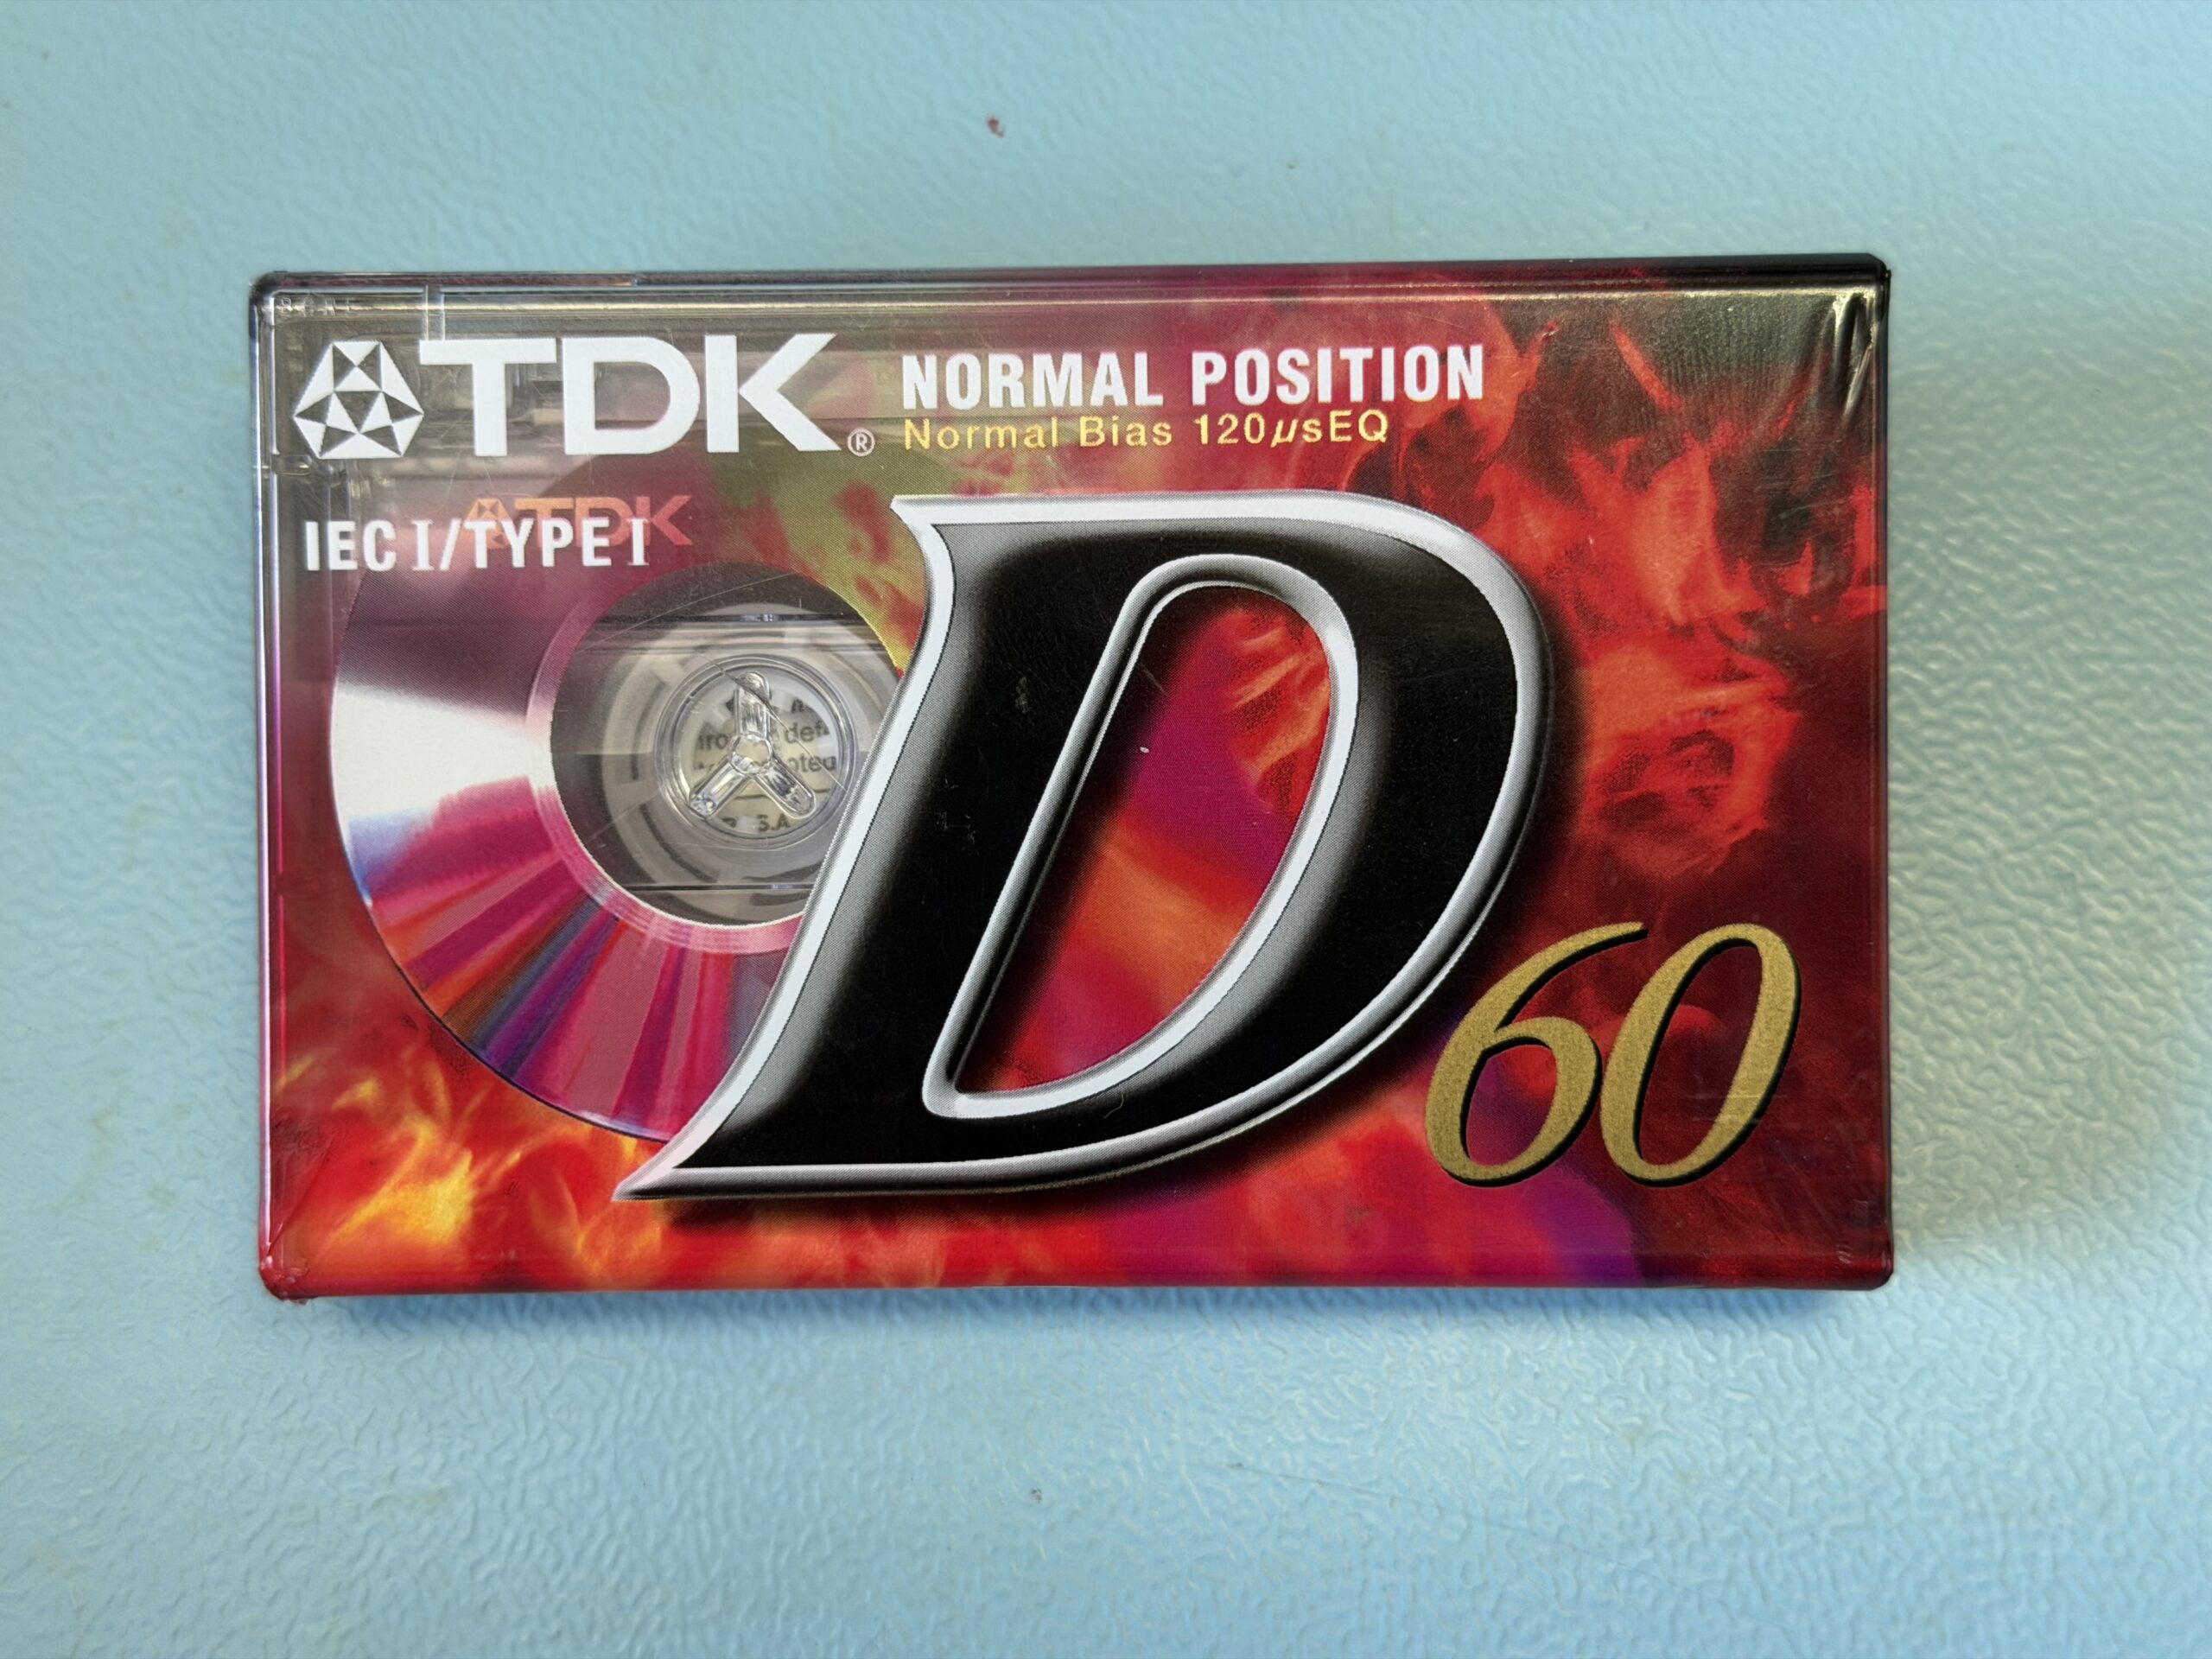 TDK®
NORMAL POSITION
Normal Bias 120µsEQ
TDK
IEC I/TYPE I
D
60